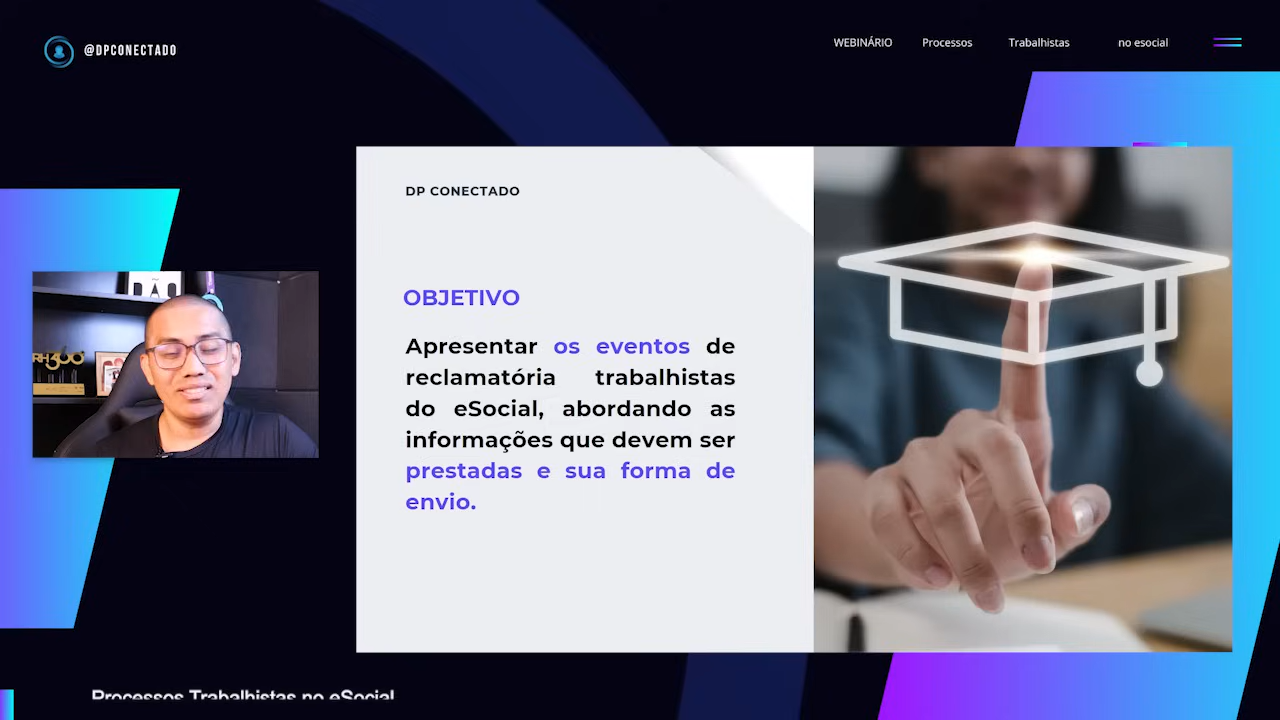 @DPCONECTADO
WEBINÁRIO Processos Trabalhistas no esocial
DP CONECTADO
OBJETIVO
Apresentar os eventos de
reclamatória trabalhistas
do eSocial, abordando as
informações que devem ser
prestadas e sua forma de
envio.
RH300
Processos Trabalhistas no eSocial